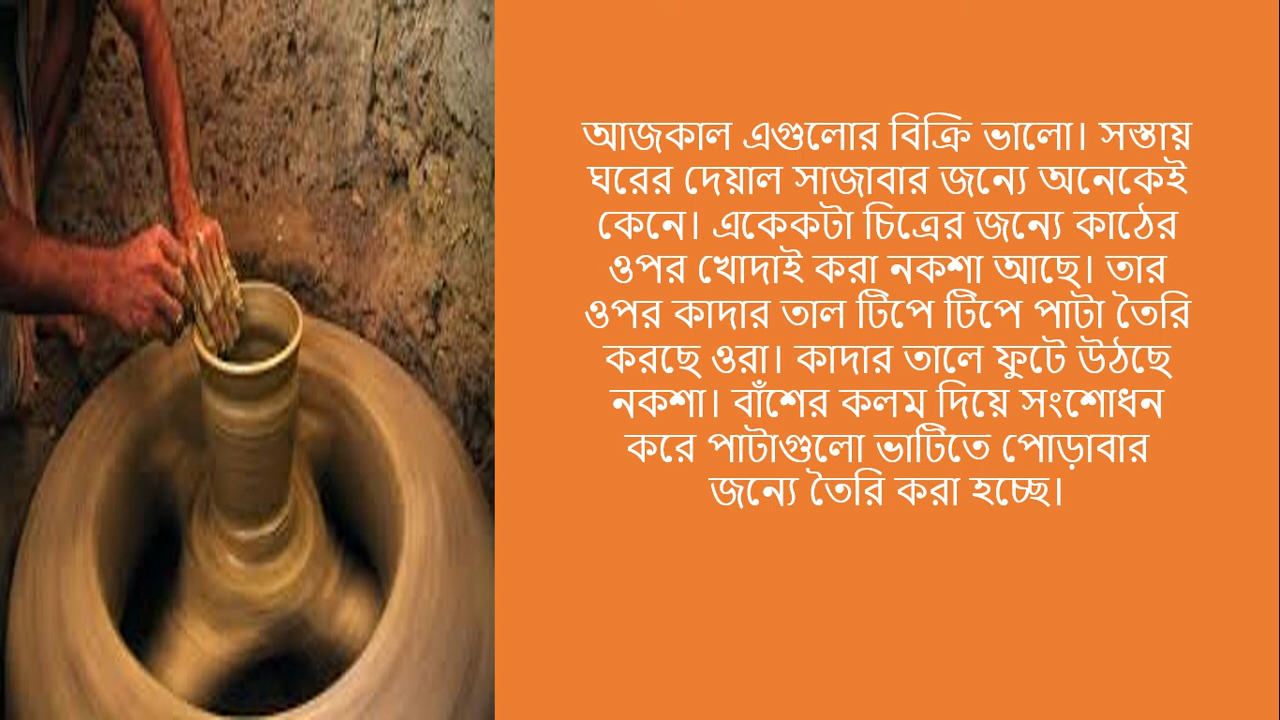 আজকাল এগুলোর বিক্রি ভালো। সস্তায়
ঘরের দেয়াল সাজাবার জন্যে অনেকেই
কেনে। একেকটা চিত্রের জন্যে কাঠের
ওপর খোদাই করা নকশা আছে। তার
ওপর কাদার তাল টিপে টিপে পাটা তৈরি
করছে ওরা। কাদার তালে ফুটে উঠছে
নকশা। বাঁশের কলম দিয়ে সংশোধন
করে পাটাগুলো ভাটিতে পোড়াবার
জন্যে তৈরি করা হচ্ছে।